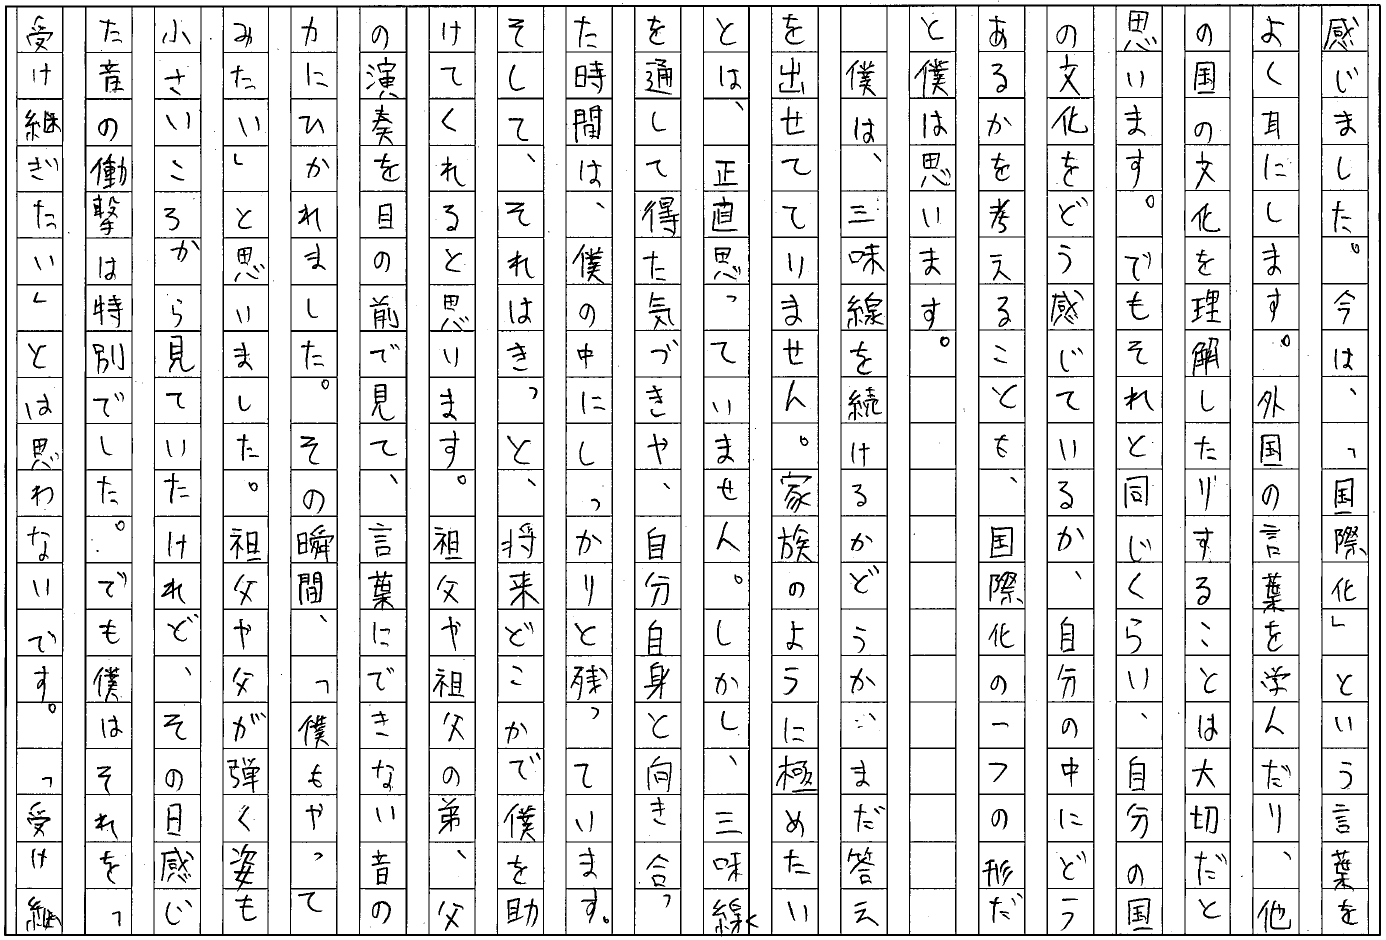 感じました。今は、「国際化」という言葉を
よく耳にします。外国の言葉を学んだり、他
の国の文化を理解したりすることは大切だと
思います。でもそれと同じくらい、自分の国
の文化をどう感じているか、自分の中にどう
あるかを考えることも、国際化の一つの形だ
と僕は思います。
僕は、三味線を続けるかどうか、まだ答え
を出せていません。家族のように極めたい
とは、正直思っていません。しかし、三味線
を通して得た気づきや、自分自身と向き合っ
た時間は、僕の中にしっかりと残っています。
そして、それはきっと、将来どこかで僕を助
けてくれると思います。祖父や祖父の弟、父
の演奏を目の前で見て、言葉にできない音の
力にひかれました。その瞬間、「僕もやって
みたい」と思いました。祖父や父が弾く姿も
小さいころから見ていたけれど、その日感じ
た音の働撃は特別でした。でも僕はそれを「
受け継ぎたい」とは思わないです。「受け継